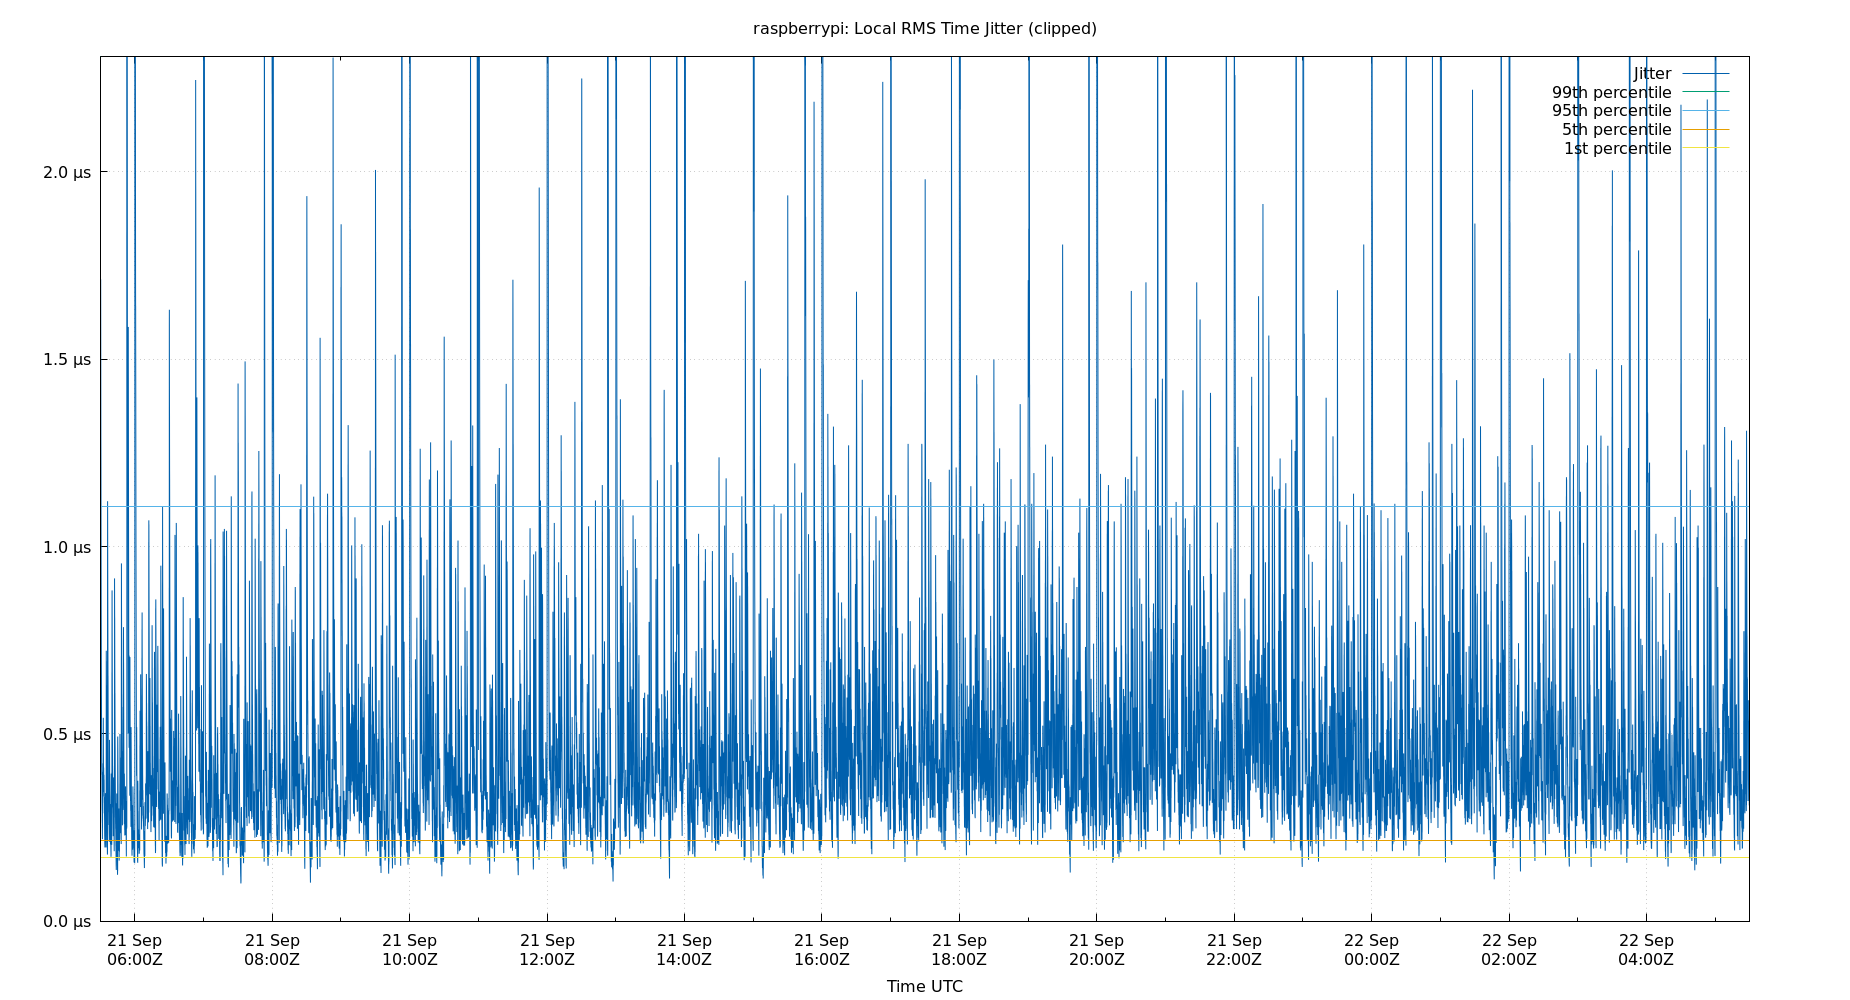 raspberrypi: Local RMS Time Jitter (clipped)
Jitter
99th percentile
95th percentile
5th percentile
1st percentile
2.0 µs
1.5 µs
1.0 µs
0.5 µs
0.0 µs
21 Sep 21 Sep 21 Sep 21 Sep 21 Sep 21 Sep 21 Sep 21 Sep 21 Sep 22 Sep 22 Sep 22 Sep
06:00Z 08:00Z 10:00Z 12:00Z 14:00Z 16:00Z 18:00Z 20:00Z 22:00Z 00:00Z 02:00Z 04:00Z
Time UTC